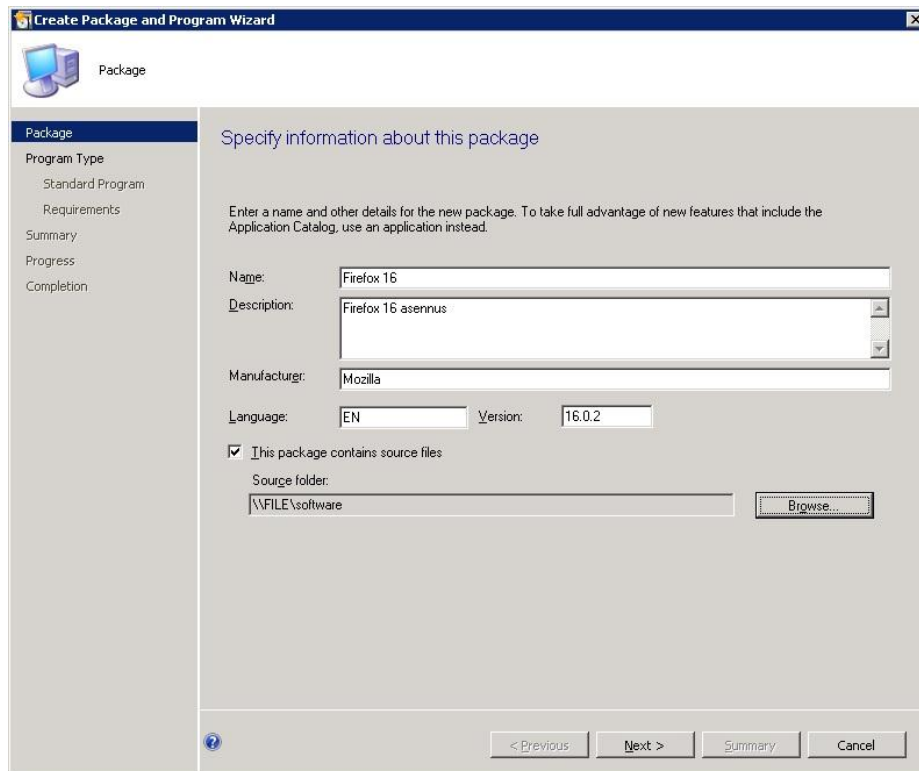 Create Package and Program Wizard
Package
Package
Program Type
Standard Program
Requirements
Summary
Progress
Completion
Specify information about this package
Enter a name and other details for the new package. To take full advantage of new features that include the
Application Catalog, use an application instead.
Name: Firefox 16
Description: Firefox 16 asennus
Manufacturer: Mozilla
Language: EN Version: 16.0.2
This package contains source files
Source folder:
\\FILE\software Browse...
< Previous Next > Summary Cancel